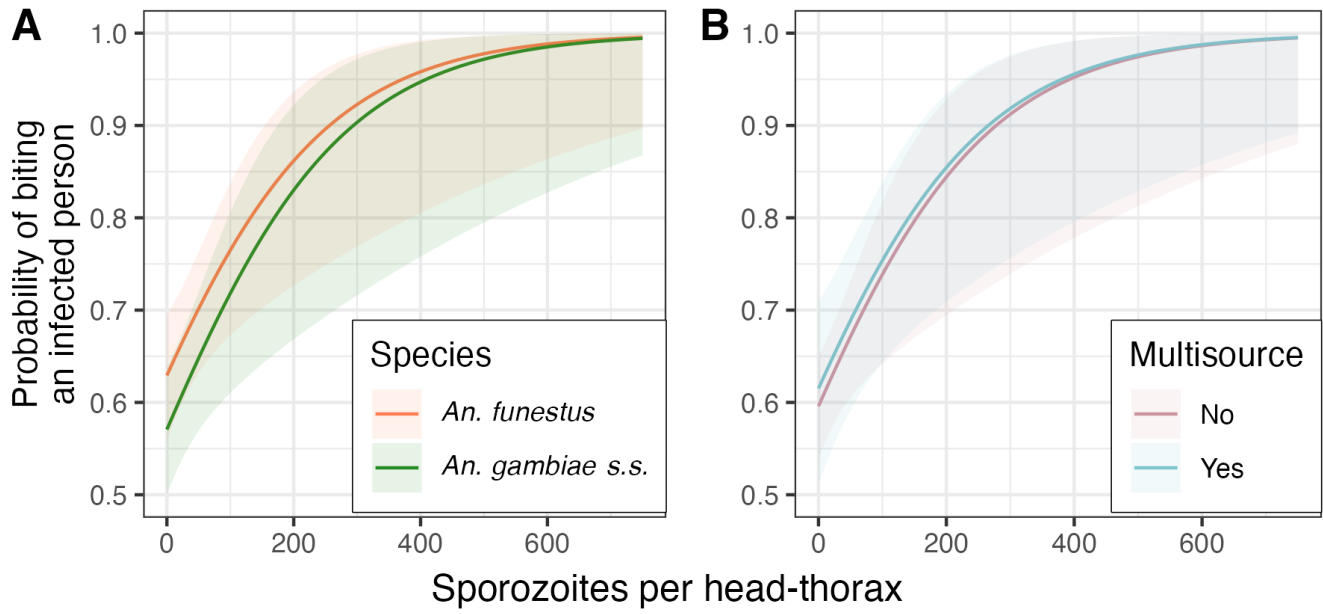 A
B
Probability of biting
an infected person
1.0
0.9
0.8
0.7
0.6
0.5
0
200
400
600
Species
An. funestus
An. gambiae s.s.
1.0
0.9
0.8
0.7
0.6
0.5
0
200
400
600
Multisource
No
Yes
Sporozoites per head-thorax